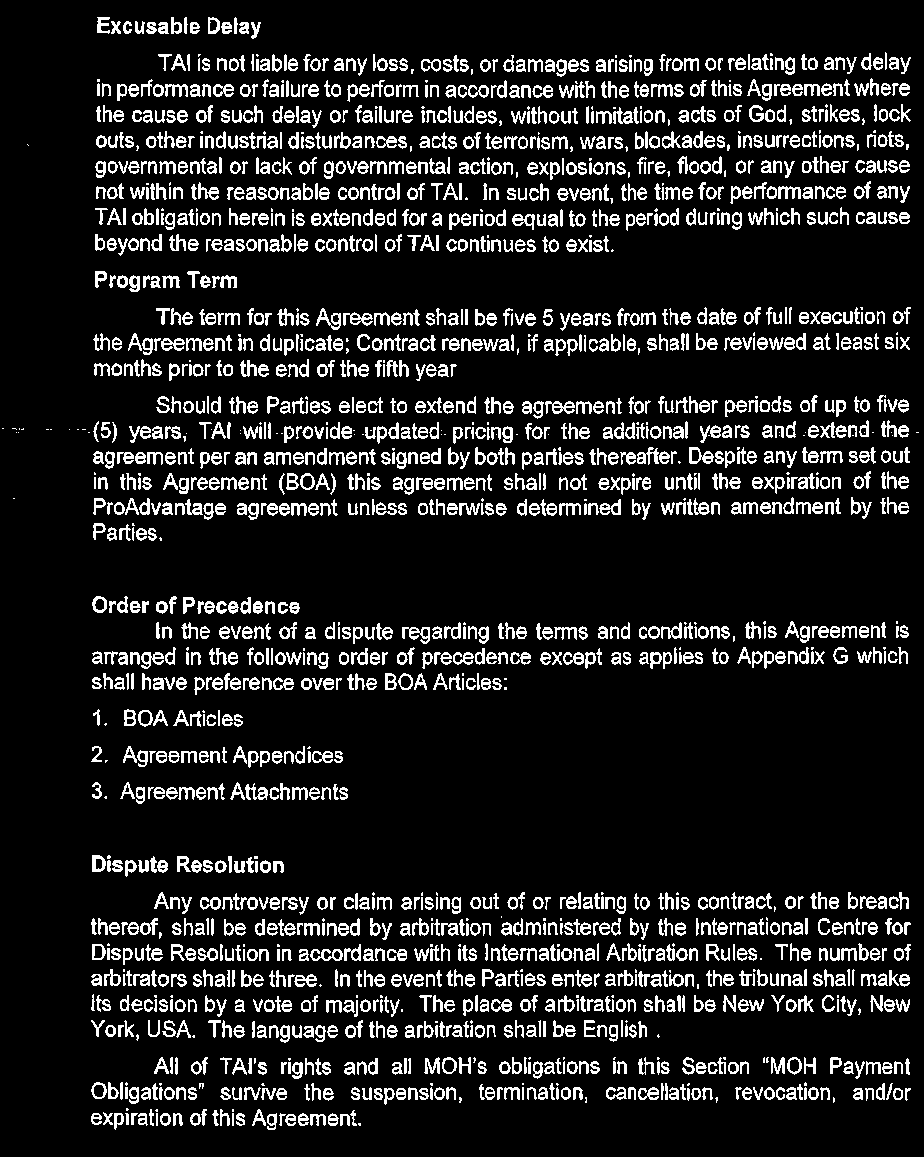 Excusable Delay
TAI is not liable for any loss, costs, or damages arising from or relating to any delay
in performance or failure to perform in accordance with the terms of this Agreement where
the cause of such delay or failure includes, without limitation, acts of God, strikes, lock
outs, other industrial disturbances, acts of terrorism, wars, blockades, insurrections, riots,
governmental or lack of governmental action, explosions, fire, flood, or any other cause
not within the reasonable control of TAI. In such event, the time for performance of any
TAI obligation herein is extended for a period equal to the period during which such cause
beyond the reasonable control of TAI continues to exist.
Program Term
The term for this Agreement shall be five 5 years from the date of full execution of
the Agreement in duplicate; Contract renewal, if applicable, shall be reviewed at least six
months prior to the end of the fifth year
Should the Parties elect to extend the agreement for further periods of up to five
(5) years, TAI will provide updated pricing for the additional years and extend the
agreement per an amendment signed by both parties thereafter. Despite any term set out
in this Agreement (BOA) this agreement shall not expire until the expiration of the
ProAdvantage agreement unless otherwise determined by written amendment by the
Parties.
Order of Precedence
In the event of a dispute regarding the terms and conditions, this Agreement is
arranged in the following order of precedence except as applies to Appendix G which
shall have preference over the BOA Articles:
1. BOA Articles
2. Agreement Appendices
3. Agreement Attachments
Dispute Resolution
Any controversy or claim arising out of or relating to this contract, or the breach
thereof, shall be determined by arbitration administered by the International Centre for
Dispute Resolution in accordance with its International Arbitration Rules. The number of
arbitrators shall be three. In the event the Parties enter arbitration, the tribunal shall make
its decision by a vote of majority. The place of arbitration shall be New York City, New
York, USA. The language of the arbitration shall be English .
All of TAI's rights and all MOH's obligations in this Section "MOH Payment
Obligations" survive the suspension, termination, cancellation, revocation, and/or
expiration of this Agreement.